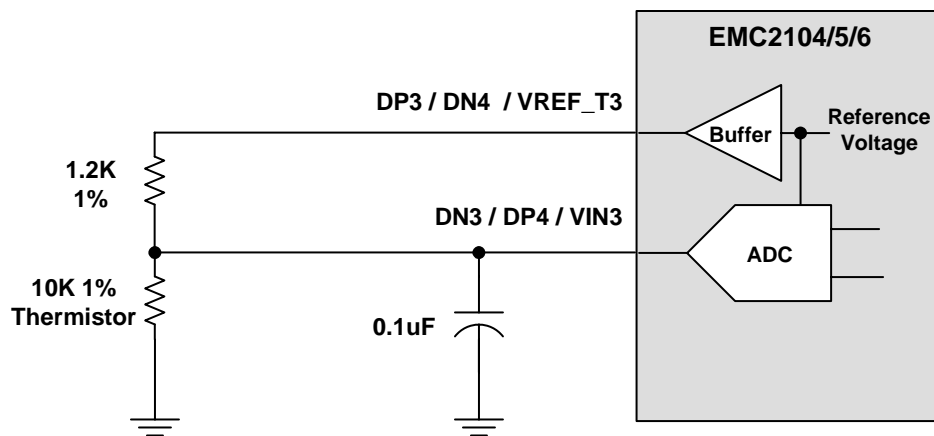 EMC2104/5/6
DP3 / DN4 / VREF_T3
Buffer
Reference
Voltage
1.2K
1%
DN3 / DP4 / VIN3
ADC
10K 1%
Thermistor
0.1uF